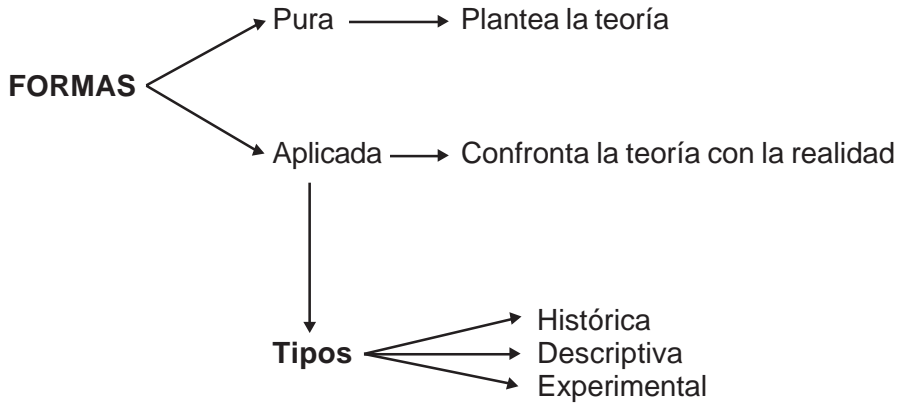 Pura Plantea la teoría
FORMAS
Aplicada Confronta la teoría con la realidad
Histórica
Tipos Descriptiva
Experimental